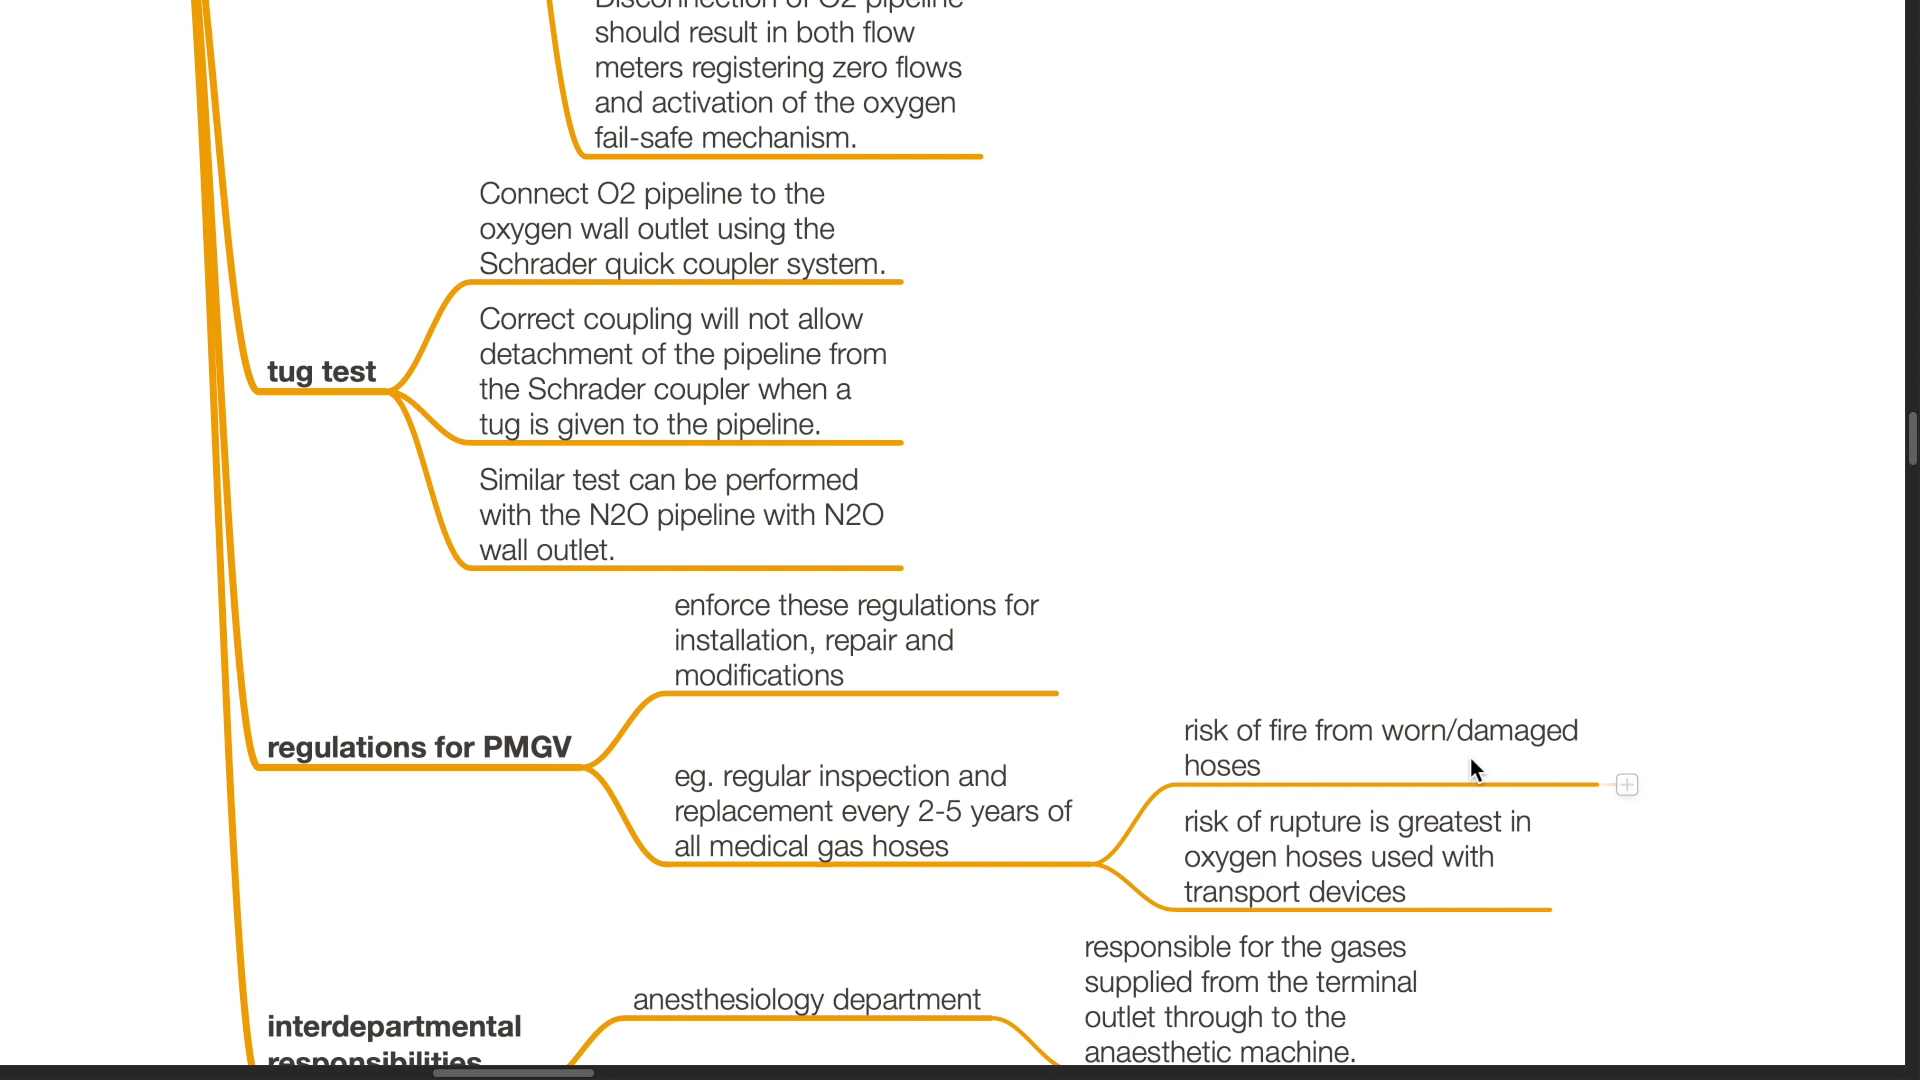 Disconnection of O2 pipeline
should result in both flow
meters registering zero flows
and activation of the oxygen
fail-safe mechanism.
Connect O2 pipeline to the
oxygen wall outlet using the
Schrader quick coupler system.
Correct coupling will not allow
detachment of the pipeline from
the Schrader coupler when a
tug is given to the pipeline.
tug test
Similar test can be performed
with the N2O pipeline with N2O
wall outlet.
enforce these regulations for
installation, repair and
modifications
regulations for PMGV
eg. regular inspection and
replacement every 2-5 years of
all medical gas hoses
risk of fire from worn/damaged
hoses
risk of rupture is greatest in
oxygen hoses used with
transport devices
interdepartmental
responsibilities
anesthesiology department
responsible for the gases
supplied from the terminal
outlet through to the
anaesthetic machine.